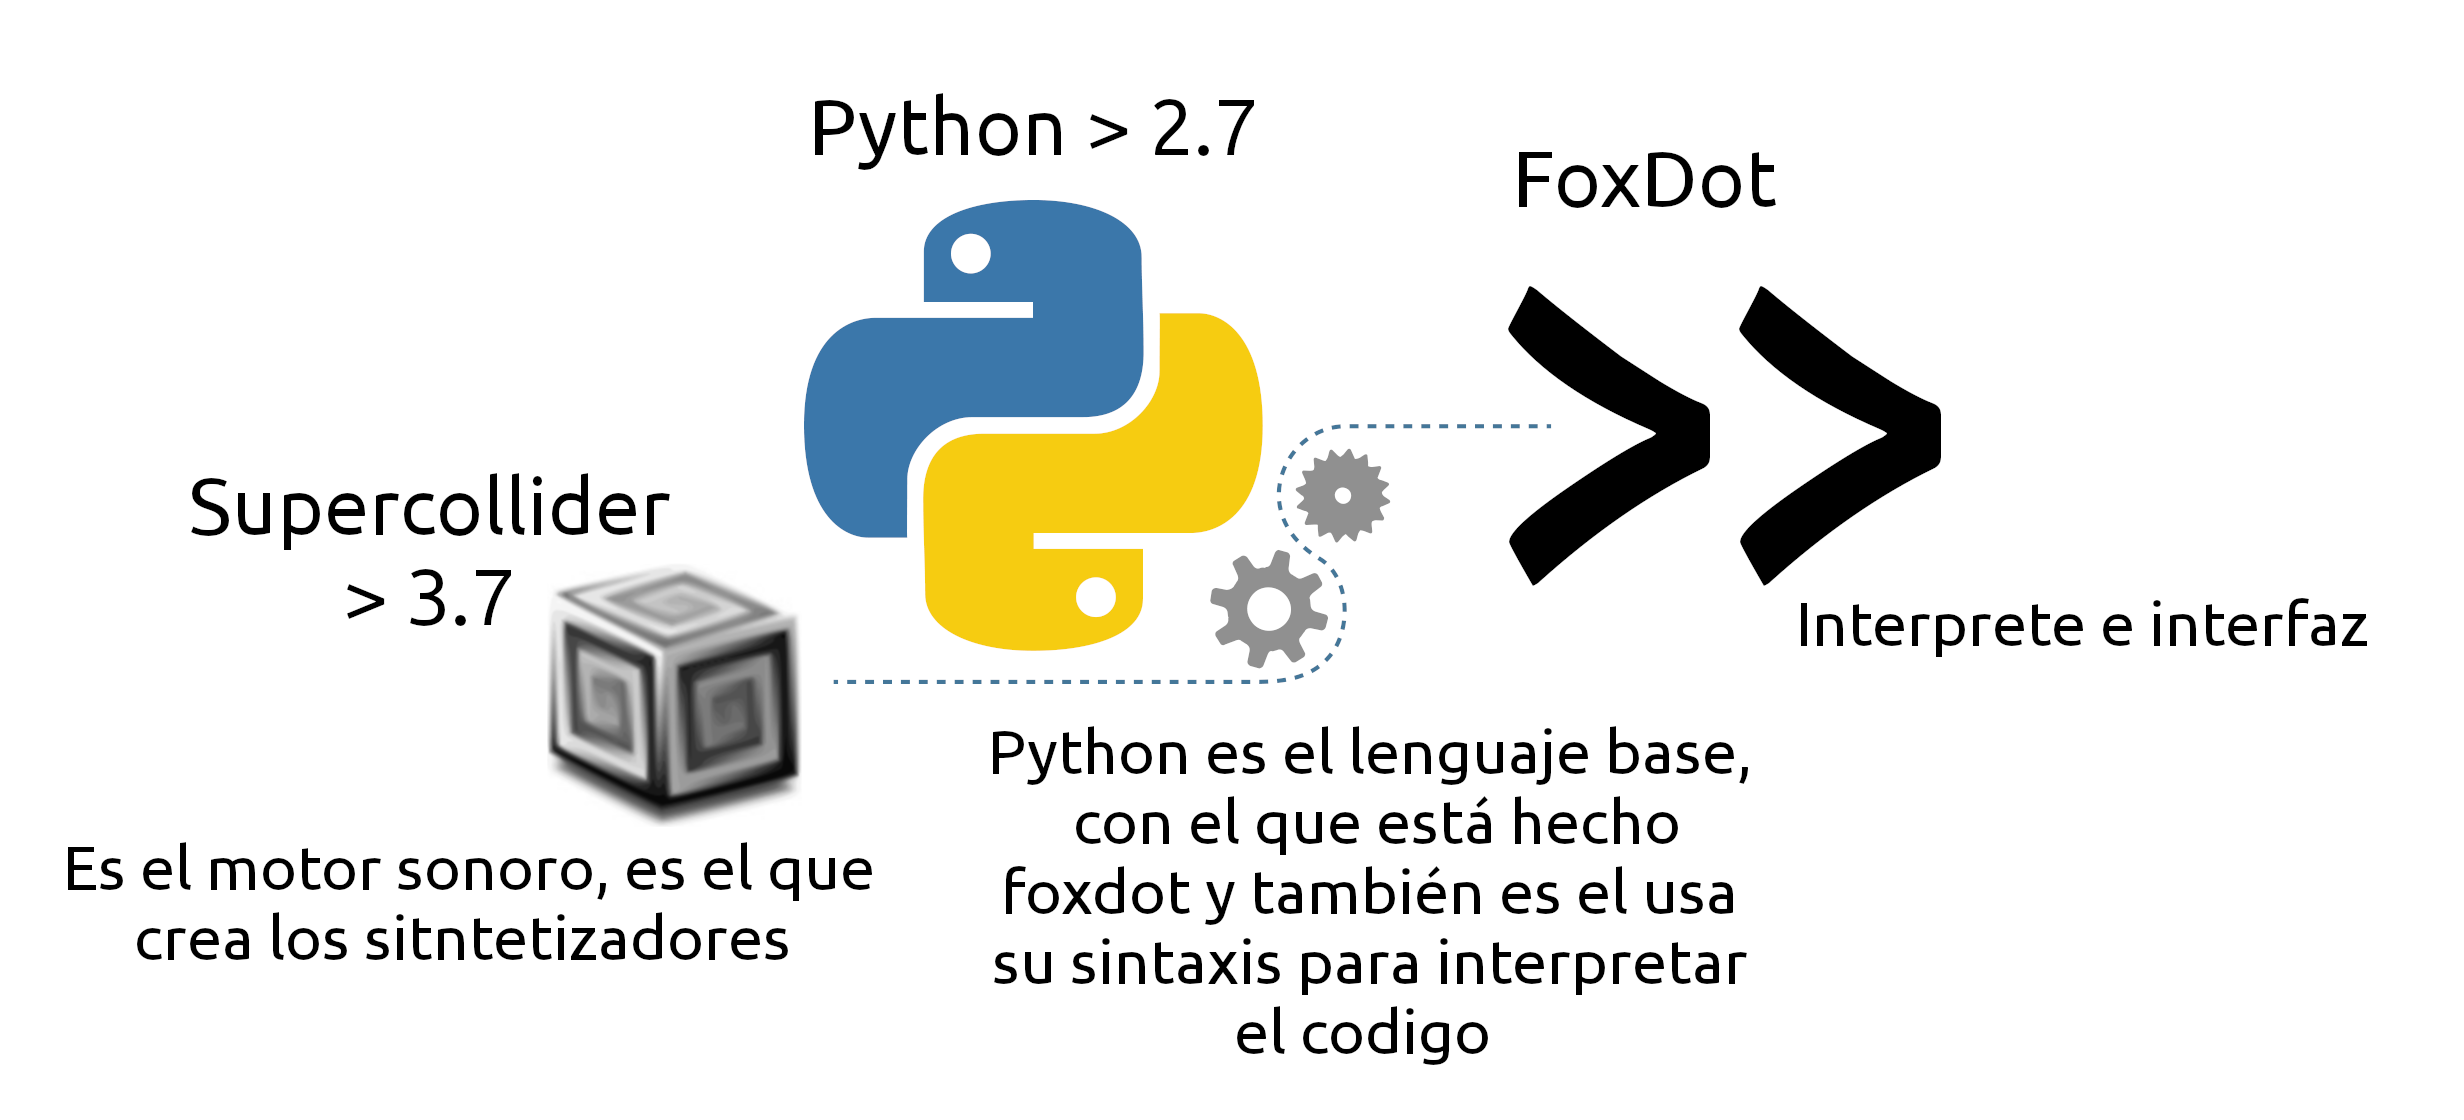 Python > 2.7
FoxDot
Supercollider
> 3.7
Interprete e interfaz
Es el motor sonoro, es el que
crea los sitntetizadores
Python es el lenguaje base,
con el que está hecho
foxdot y también es el usa
su sintaxis para interpretar
el codigo